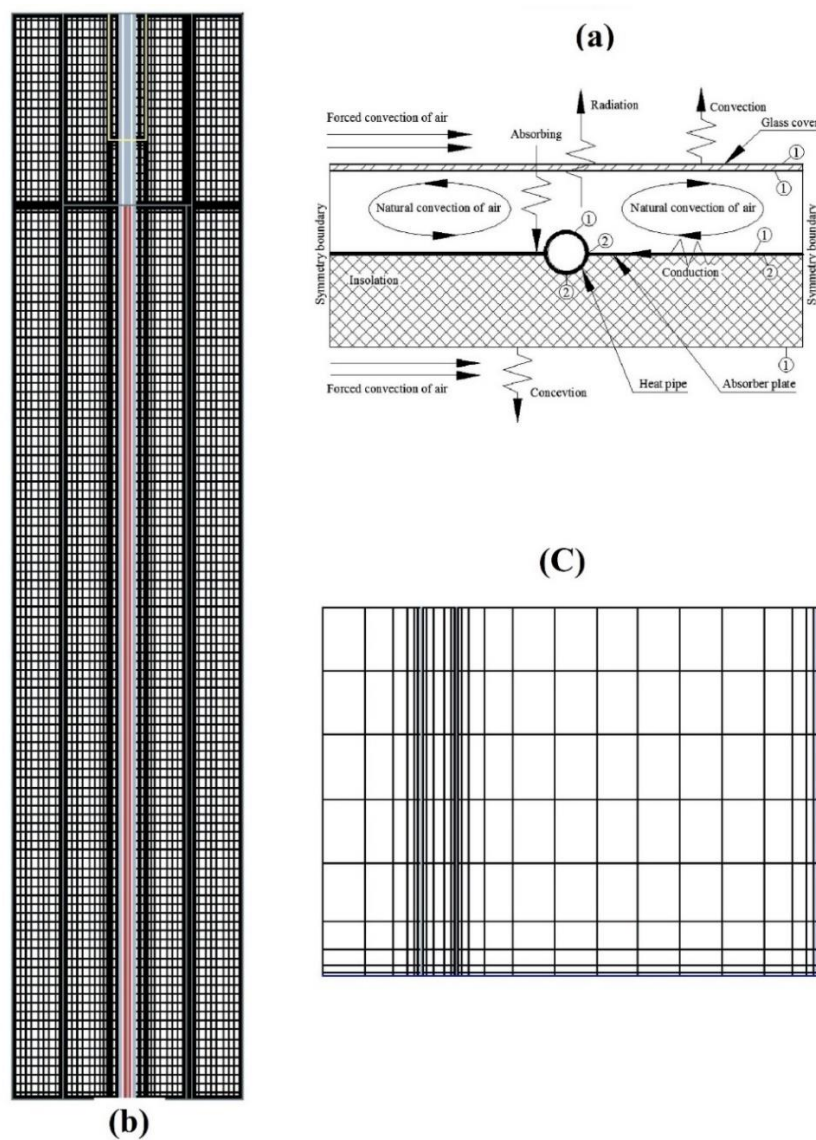 (a)
Radiation
Convection
Forced convection of air
Absorbing
Glass cover
①
①
Natural convection of air
①
Natural convection of air
②
①
Symmetry boundary
Insolation
②
Conduction
②
Symmetry boundary
①
Forced convection of air
Concevtion
Heat pipe
Absorber plate
(C)
(b)